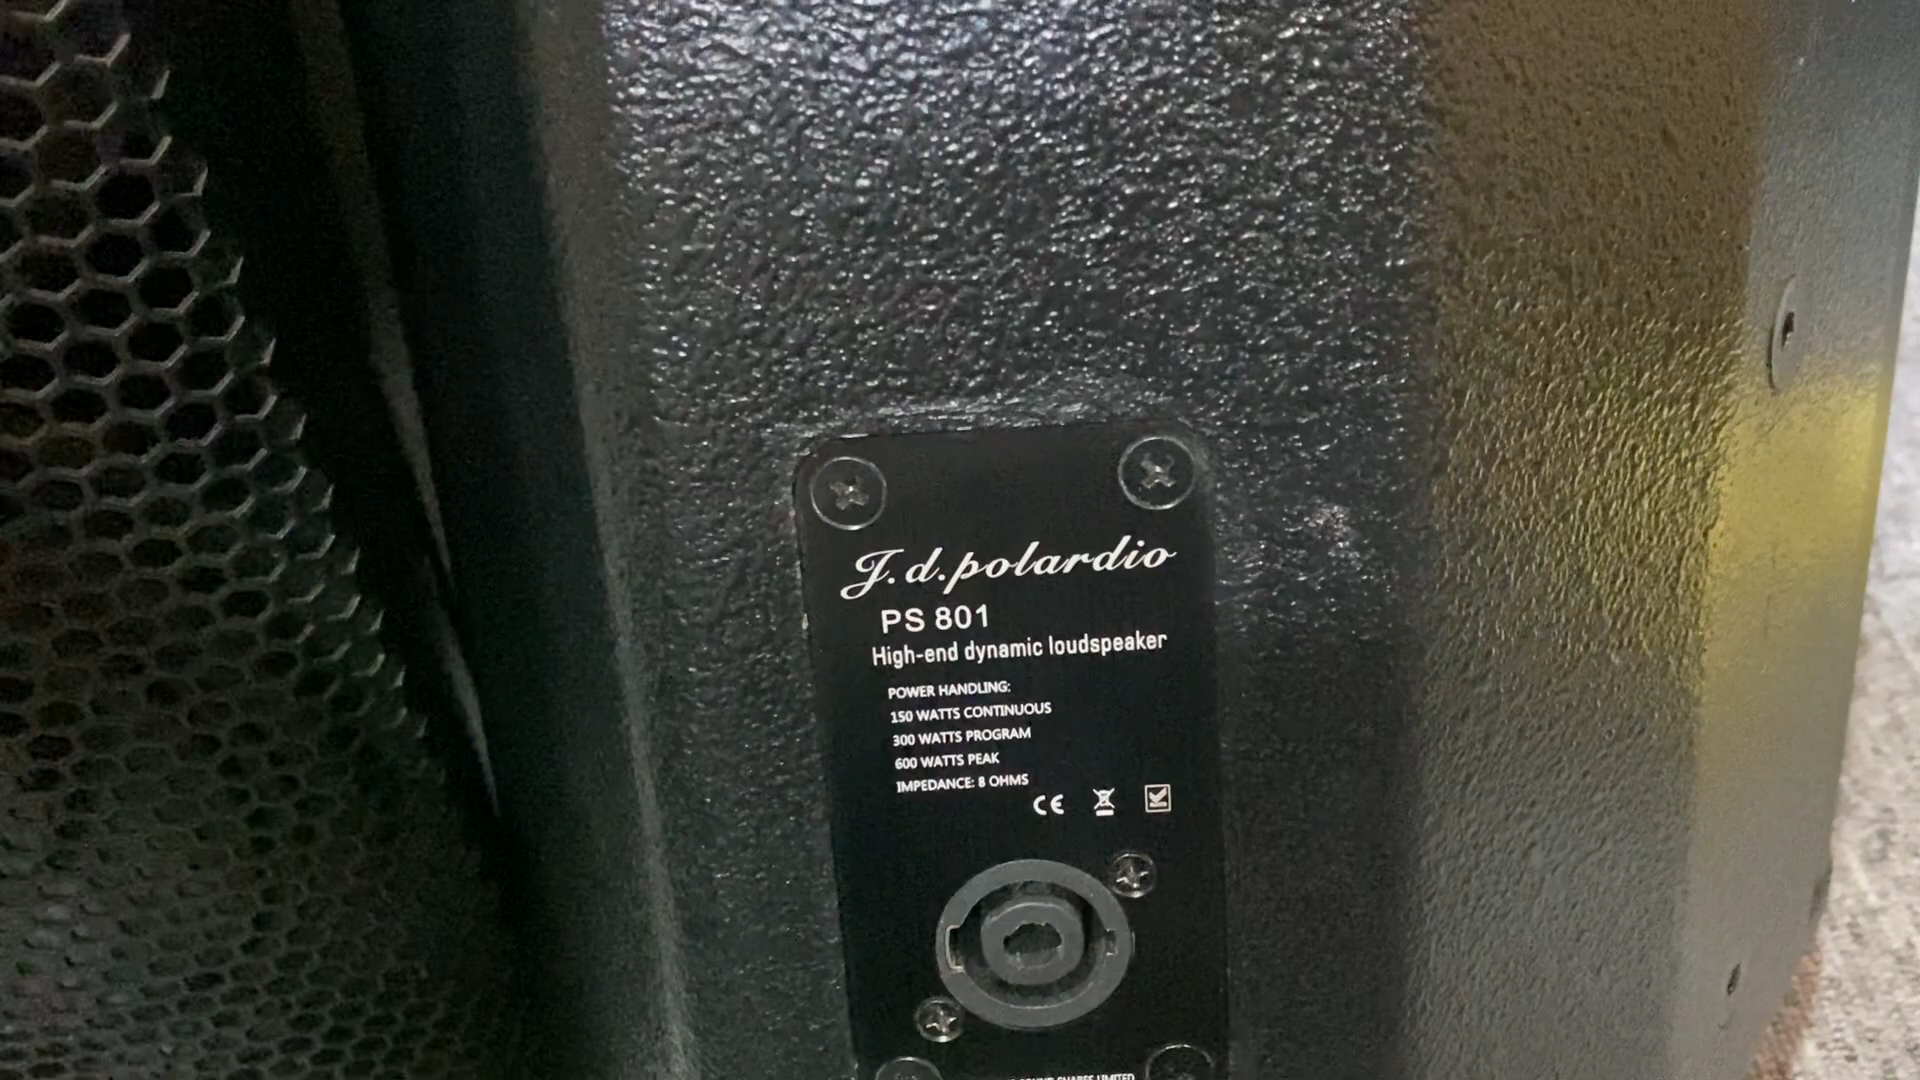 J.d.polardio
PS 801
High-end dynamic loudspeaker
POWER HANDLING:
150 WATTS CONTINUOUS
300 WATTS PROGRAM
600 WATTS PEAK
IMPEDANCE: 8 OHMS
CE
LIMITED